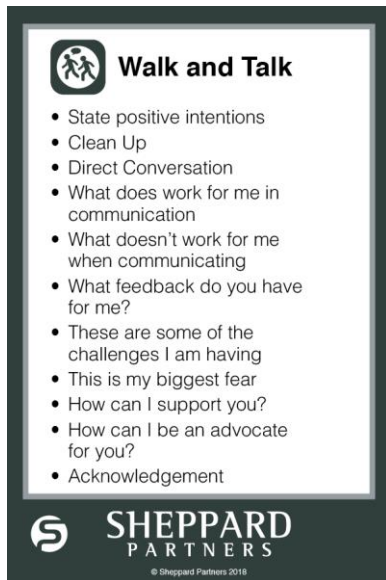 Walk and Talk
• State positive intentions
• Clean Up
• Direct Conversation
• What does work for me in
communication
• What doesn't work for me
when communicating
• What feedback do you have
for me?
• These are some of the
challenges I am having
• This is my biggest fear
• How can I support you?
• How can I be an advocate
for you?
• Acknowledgement
SHEPPARD
PARTNERS
© Sheppard Partners 2018